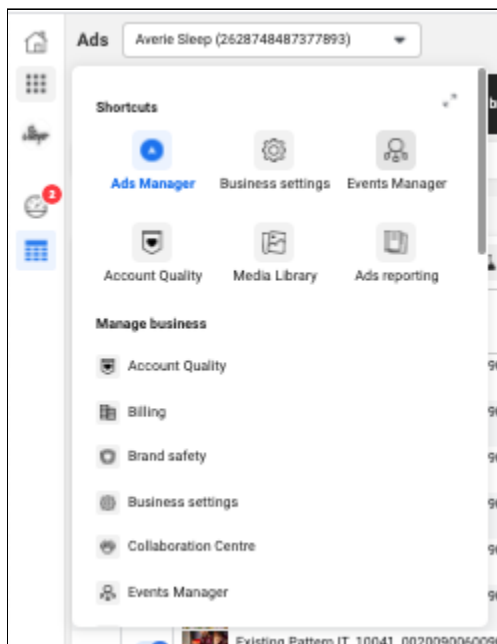 Ads Averie Sleep (2628748487377893)
Shortcuts
Ads Manager Business settings Events Manager
2
Account Quality Media Library Ads reporting
Manage business
Account Quality
Billing
Brand safety
Business settings
Collaboration Centre
Events Manager